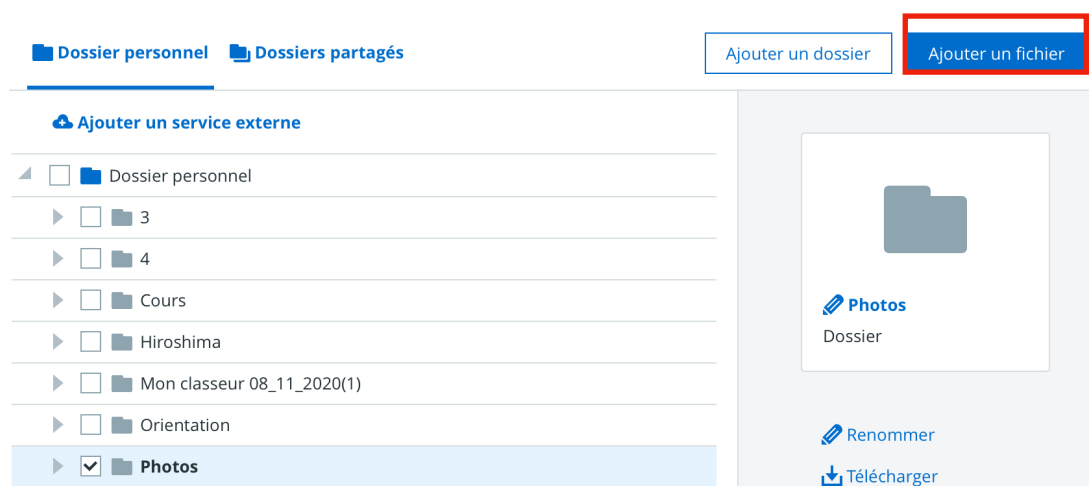 Dossier personnel Dossiers partagés Ajouter un dossier Ajouter un fichier
Ajouter un service externe
Dossier personnel
3
4
Cours
Hiroshima
Mon classeur 08_11_2020(1)
Orientation
Photos
Photos
Dossier
Renommer
Télécharger